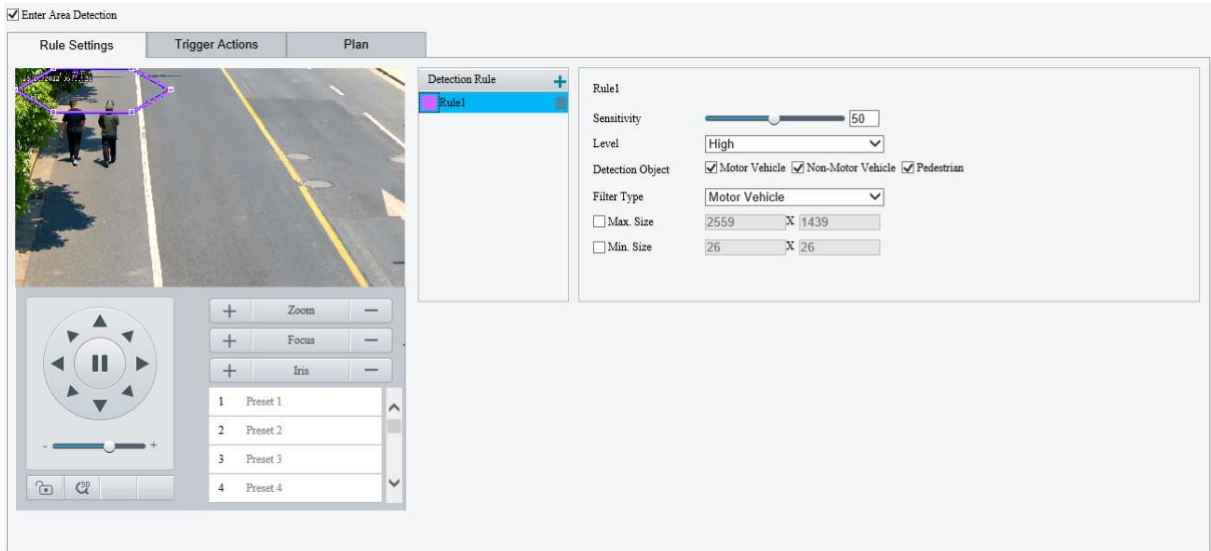 Enter Area Detection
Rule Settings
Trigger Actions
Plan
Detection Rule
Rule1
Rule1
Sensitivity
50
Level
High
Detection Object
Motor Vehicle Non-Motor Vehicle Pedestrian
Filter Type
Motor Vehicle
Max. Size
2559 X 1439
Min. Size
26 X 26
+ Zoom −
+ Focus −
+ Iris −
1 Preset 1
2 Preset 2
3 Preset 3
4 Preset 4
- +
3D